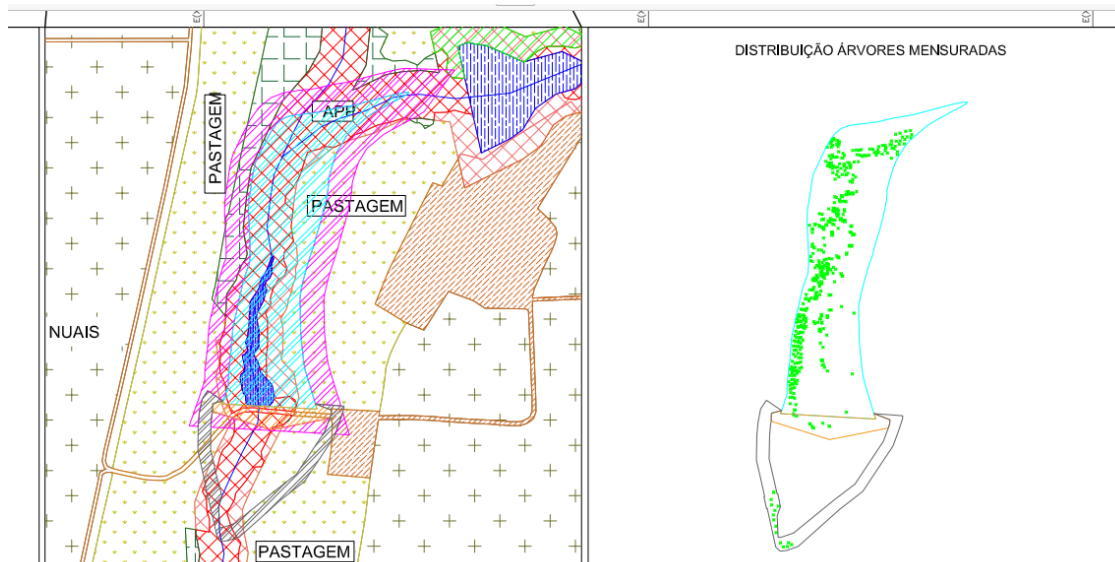 E(X
E(X
E(X
DISTRIBUIÇÃO ÁRVORES MENSURADAS
PASTAGEM
APP
PASTAGEM
NUAIS
PASTAGEM